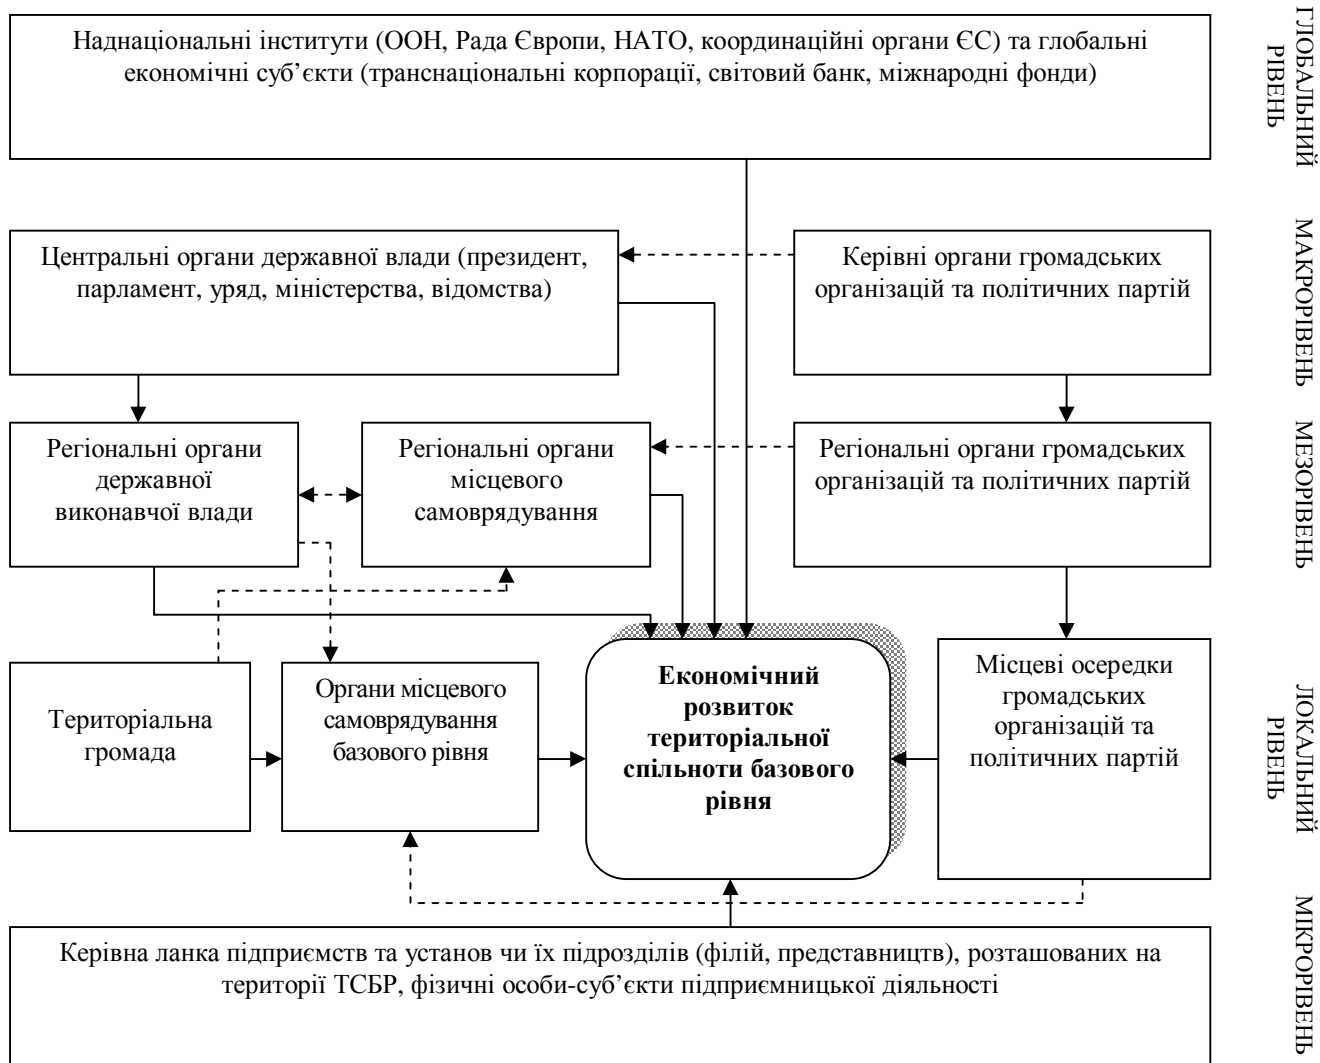 Наднаціональні інститути (ООН, Рада Європи, НАТО, координаційні органи ЄС) та глобальні
економічні суб’єкти (транснаціональні корпорації, світовий банк, міжнародні фонди)
ГЛОБАЛЬНИЙ
РІВЕНЬ
Центральні органи державної влади (президент,
парламент, уряд, міністерства, відомства)
Керівні органи громадських
організацій та політичних партій
МАКРОРІВЕНЬ
Регіональні органи
державної
виконавчої влади
Регіональні органи
місцевого
самоврядування
Регіональні органи громадських
організацій та політичних партій
МЕЗОРІВЕНЬ
Територіальна
громада
Органи місцевого
самоврядування
базового рівня
Економічний
розвиток
територіальної
спільноти базового
рівня
Місцеві осередки
громадських
організацій та
політичних партій
ЛОКАЛЬНИЙ
РІВЕНЬ
Керівна ланка підприємств та установ чи їх підрозділів (філій, представництв), розташованих на
території ТСБР, фізичні особи-суб’єкти підприємницької діяльності
МІКРОРІВЕНЬ